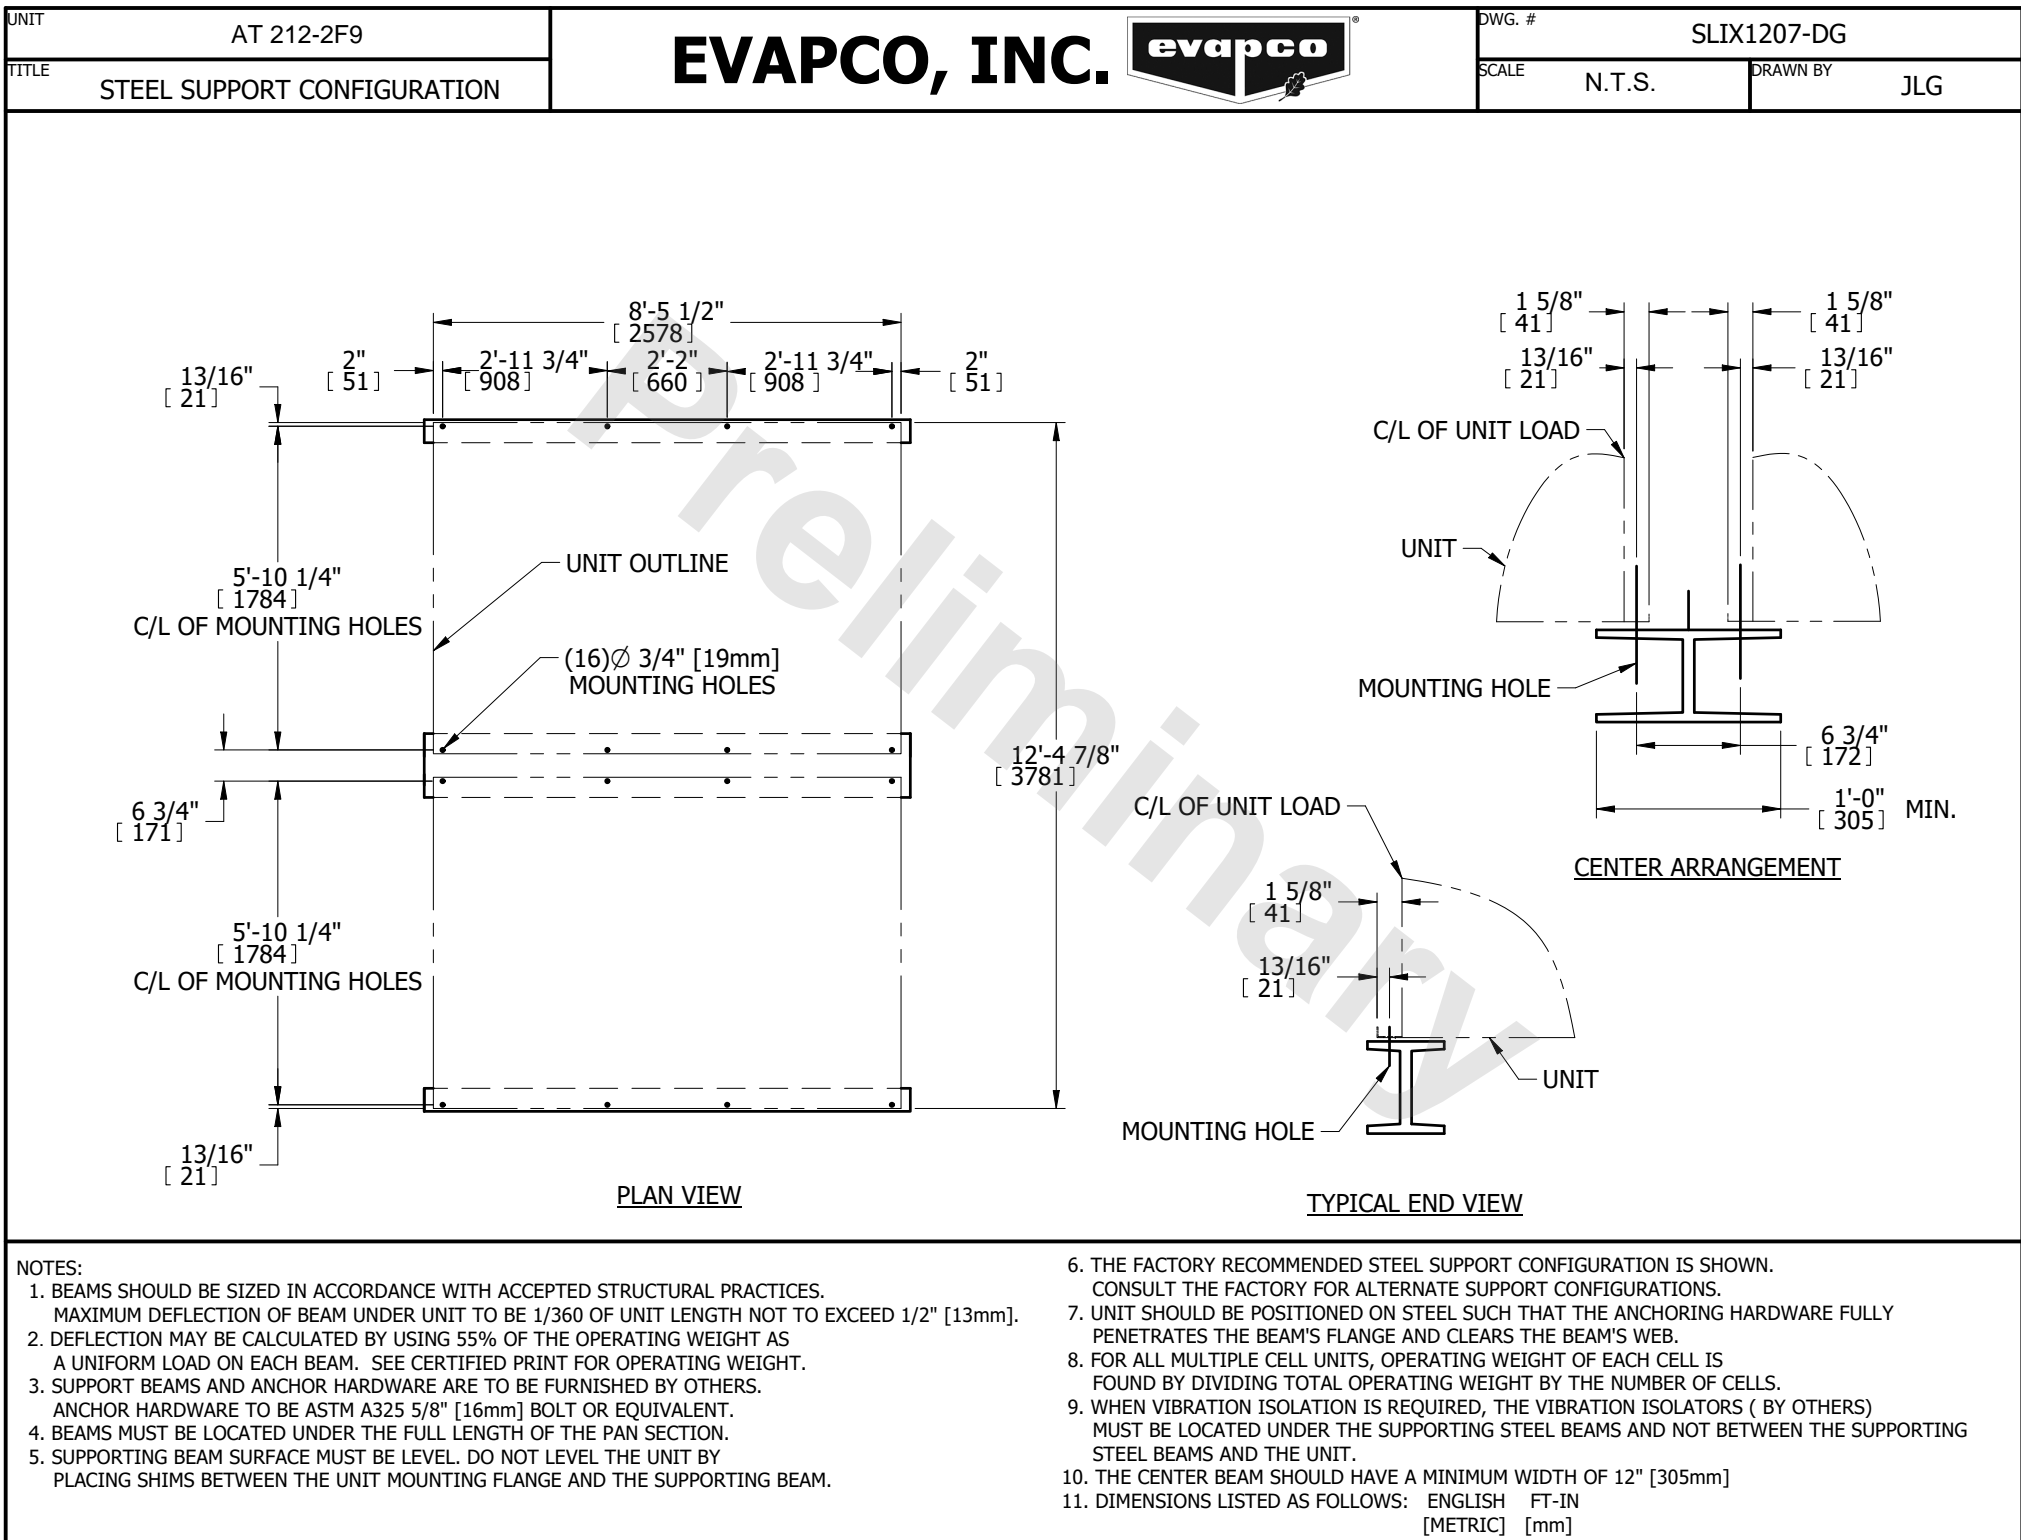 UNIT
AT 212-2F9
TITLE
STEEL SUPPORT CONFIGURATION
EVAPCO, INC.
evapco
®
DWG. #
SLIX1207-DG
SCALE
N.T.S.
DRAWN BY
JLG
8'-5 1/2"
[ 2578 ]
2"
[ 51 ]
2'-11 3/4"
[ 908 ]
2'-2"
[ 660 ]
2'-11 3/4"
[ 908 ]
2"
[ 51 ]
13/16"
[ 21 ]
5'-10 1/4"
[ 1784 ]
C/L OF MOUNTING HOLES
UNIT OUTLINE
(16)Ø 3/4" [19mm]
MOUNTING HOLES
12'-4 7/8"
[ 3781 ]
6 3/4"
[ 171 ]
5'-10 1/4"
[ 1784 ]
C/L OF MOUNTING HOLES
13/16"
[ 21 ]
PLAN VIEW
Preliminary
1 5/8"
[ 41 ]
1 5/8"
[ 41 ]
13/16"
[ 21 ]
13/16"
[ 21 ]
C/L OF UNIT LOAD
UNIT
MOUNTING HOLE
6 3/4"
[ 172 ]
1'-0"
[ 305 ] MIN.
CENTER ARRANGEMENT
C/L OF UNIT LOAD
1 5/8"
[ 41 ]
13/16"
[ 21 ]
UNIT
MOUNTING HOLE
TYPICAL END VIEW
NOTES:
1. BEAMS SHOULD BE SIZED IN ACCORDANCE WITH ACCEPTED STRUCTURAL PRACTICES.
MAXIMUM DEFLECTION OF BEAM UNDER UNIT TO BE 1/360 OF UNIT LENGTH NOT TO EXCEED 1/2" [13mm].
2. DEFLECTION MAY BE CALCULATED BY USING 55% OF THE OPERATING WEIGHT AS
A UNIFORM LOAD ON EACH BEAM. SEE CERTIFIED PRINT FOR OPERATING WEIGHT.
3. SUPPORT BEAMS AND ANCHOR HARDWARE ARE TO BE FURNISHED BY OTHERS.
ANCHOR HARDWARE TO BE ASTM A325 5/8" [16mm] BOLT OR EQUIVALENT.
4. BEAMS MUST BE LOCATED UNDER THE FULL LENGTH OF THE PAN SECTION.
5. SUPPORTING BEAM SURFACE MUST BE LEVEL. DO NOT LEVEL THE UNIT BY
PLACING SHIMS BETWEEN THE UNIT MOUNTING FLANGE AND THE SUPPORTING BEAM.
6. THE FACTORY RECOMMENDED STEEL SUPPORT CONFIGURATION IS SHOWN.
CONSULT THE FACTORY FOR ALTERNATE SUPPORT CONFIGURATIONS.
7. UNIT SHOULD BE POSITIONED ON STEEL SUCH THAT THE ANCHORING HARDWARE FULLY
PENETRATES THE BEAM'S FLANGE AND CLEARS THE BEAM'S WEB.
8. FOR ALL MULTIPLE CELL UNITS, OPERATING WEIGHT OF EACH CELL IS
FOUND BY DIVIDING TOTAL OPERATING WEIGHT BY THE NUMBER OF CELLS.
9. WHEN VIBRATION ISOLATION IS REQUIRED, THE VIBRATION ISOLATORS ( BY OTHERS)
MUST BE LOCATED UNDER THE SUPPORTING STEEL BEAMS AND NOT BETWEEN THE SUPPORTING
STEEL BEAMS AND THE UNIT.
10. THE CENTER BEAM SHOULD HAVE A MINIMUM WIDTH OF 12" [305mm]
11. DIMENSIONS LISTED AS FOLLOWS: ENGLISH FT-IN
[METRIC] [mm]